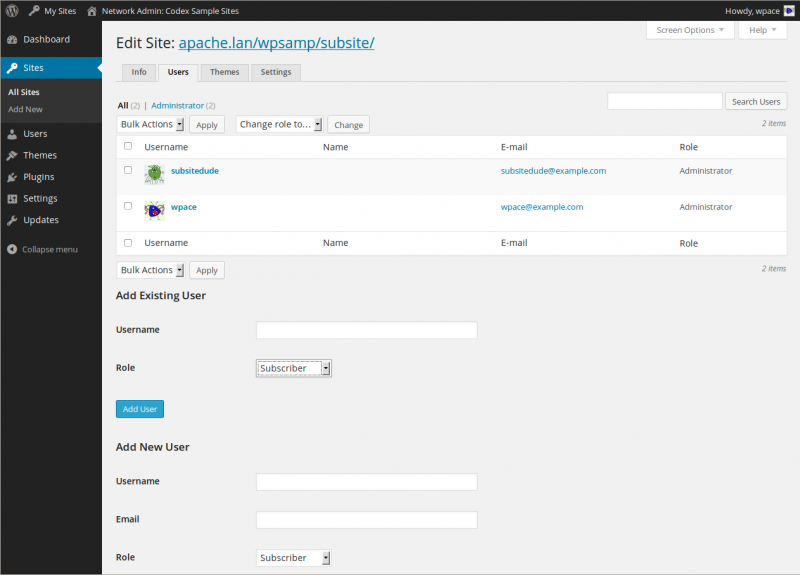 My Sites Network Admin: Codex Sample Sites Howdy, wpace
Screen Options Help
Dashboard
Sites
All Sites
Add New
Users
Themes
Plugins
Settings
Updates
Collapse menu
Edit Site: apache.lan/wpsamp/subsite/
Info Users Themes Settings
All (2) | Administrator (2)
Search Users
Bulk Actions Apply Change role to... Change 2 items
Username Name E-mail Role
subsitedude subsitedude@example.com Administrator
wpace wpace@example.com Administrator
Username Name E-mail Role
Bulk Actions Apply 2 items
Add Existing User
Username
Role Subscriber
Add User
Add New User
Username
Email
Role Subscriber